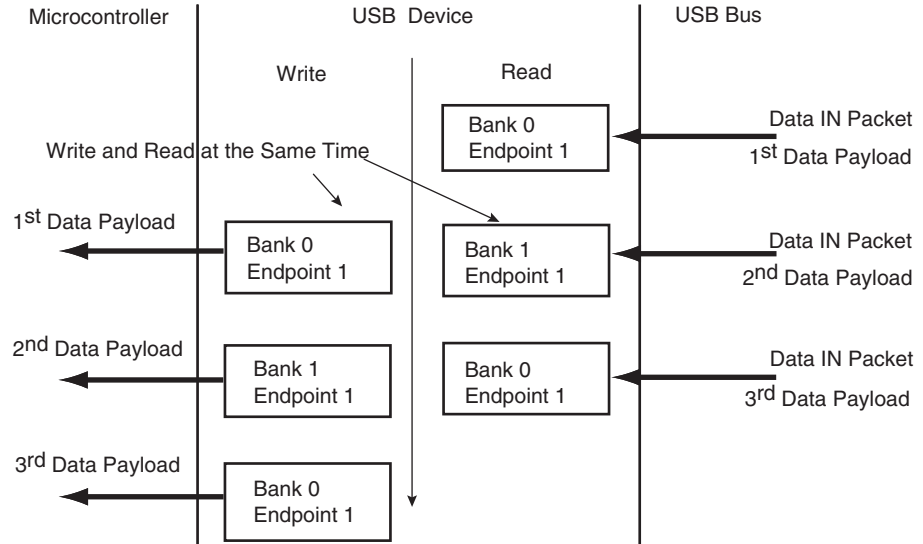 Microcontroller USB Device USB Bus
Write Read
Bank 0
Endpoint 1
Data IN Packet
1st Data Payload
Write and Read at the Same Time
1st Data Payload
Bank 0
Endpoint 1
Bank 1
Endpoint 1
Data IN Packet
2nd Data Payload
2nd Data Payload
Bank 1
Endpoint 1
Bank 0
Endpoint 1
Data IN Packet
3rd Data Payload
3rd Data Payload
Bank 0
Endpoint 1